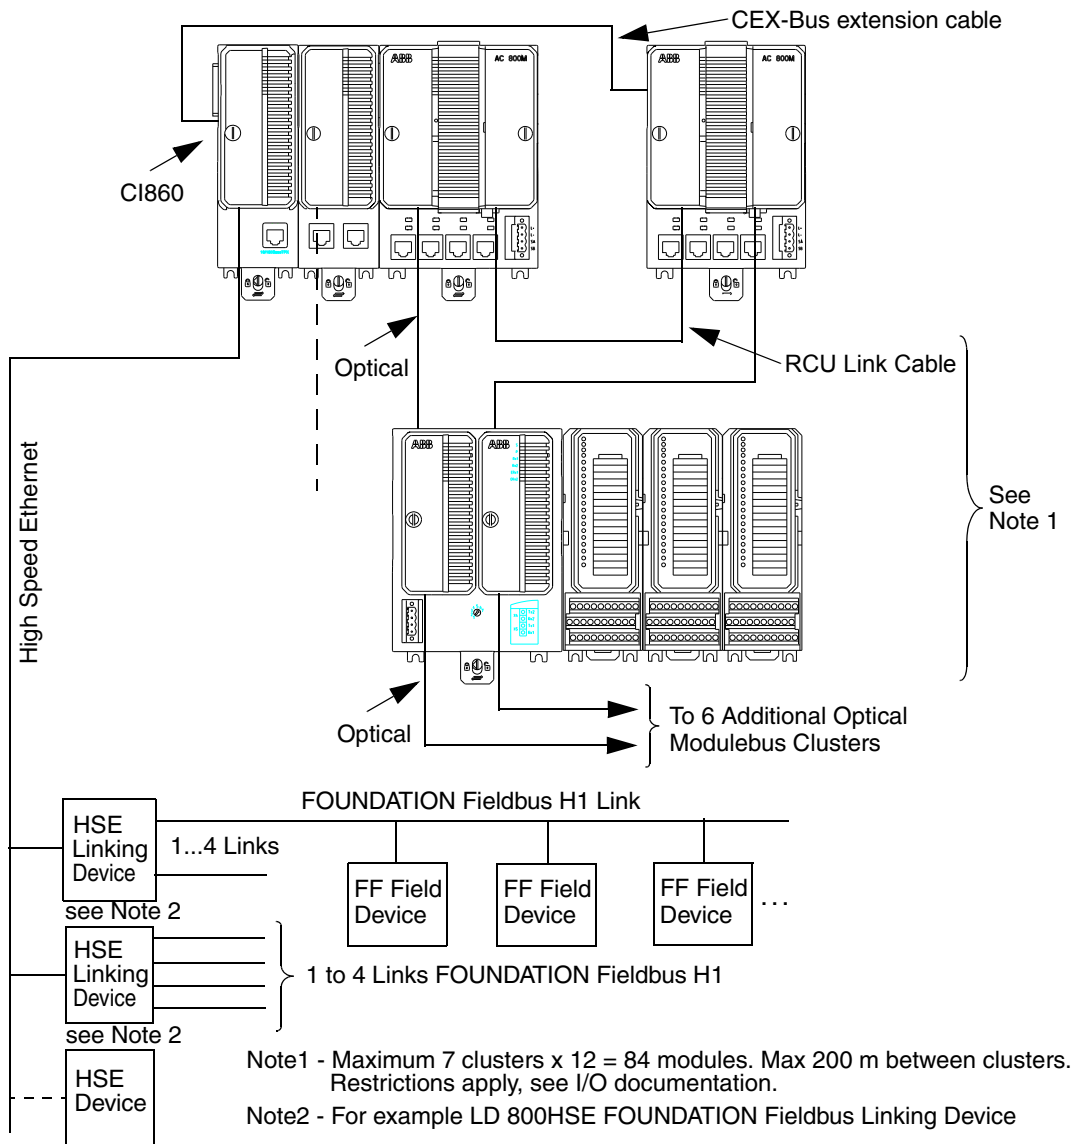 CEX-Bus extension cable
ABB
AC 800M
ABB
AC 800M
CI860
Optical
RCU Link Cable
High Speed Ethernet
ABB
ABB
See
Note 1
Optical
To 6 Additional Optical
Modulebus Clusters
FOUNDATION Fieldbus H1 Link
HSE
Linking
Device
1...4 Links
see Note 2
FF Field
Device
FF Field
Device
FF Field
Device
...
HSE
Linking
Device
1 to 4 Links FOUNDATION Fieldbus H1
see Note 2
HSE
Device
Note1 - Maximum 7 clusters x 12 = 84 modules. Max 200 m between clusters.
Restrictions apply, see I/O documentation.
Note2 - For example LD 800HSE FOUNDATION Fieldbus Linking Device